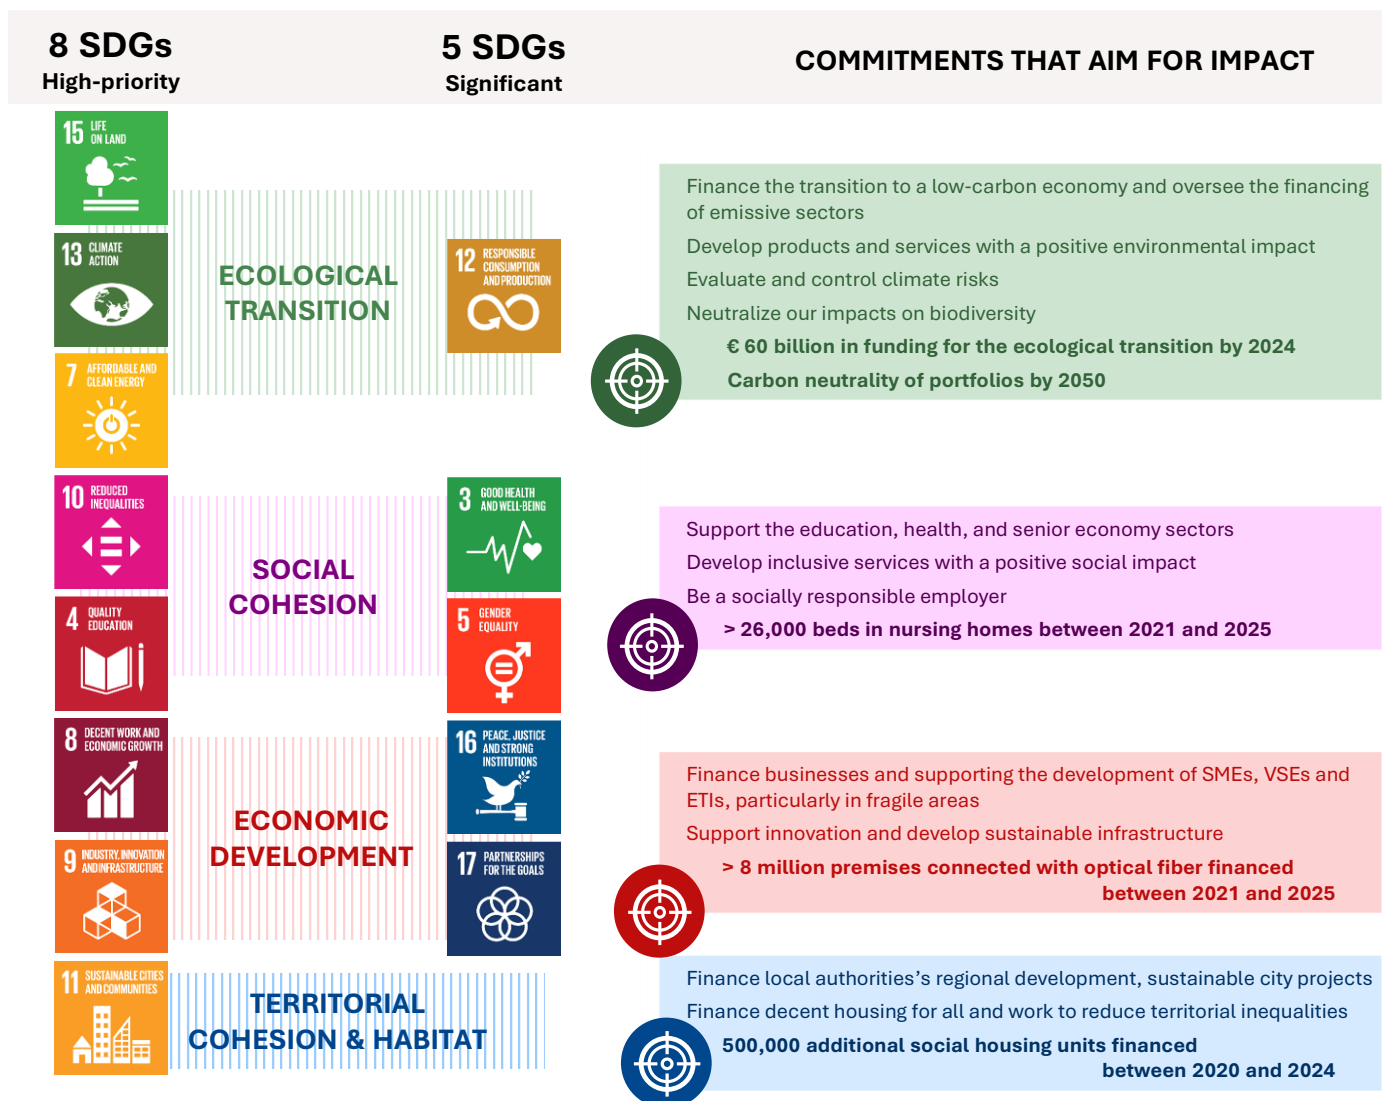 8 SDGs
High-priority
5 SDGs
Significant
COMMITMENTS THAT AIM FOR IMPACT
15 LIFE
ON LAND
13 CLIMATE
ACTION
7 AFFORDABLE AND
CLEAN ENERGY
ECOLOGICAL
TRANSITION
12 RESPONSIBLE
CONSUMPTION
AND PRODUCTION
Finance the transition to a low-carbon economy and oversee the financing
of emissive sectors
Develop products and services with a positive environmental impact
Evaluate and control climate risks
Neutralize our impacts on biodiversity
€ 60 billion in funding for the ecological transition by 2024
Carbon neutrality of portfolios by 2050
10 REDUCED
INEQUALITIES
4 QUALITY
EDUCATION
SOCIAL
COHESION
3 GOOD HEALTH
AND WELL-BEING
5 GENDER
EQUALITY
Support the education, health, and senior economy sectors
Develop inclusive services with a positive social impact
Be a socially responsible employer
> 26,000 beds in nursing homes between 2021 and 2025
8 DECENT WORK AND
ECONOMIC GROWTH
9 INDUSTRY, INNOVATION
AND INFRASTRUCTURE
ECONOMIC
DEVELOPMENT
16 PEACE, JUSTICE
AND STRONG
INSTITUTIONS
17 PARTNERSHIPS
FOR THE GOALS
Finance businesses and supporting the development of SMEs, VSEs and
ETIs, particularly in fragile areas
Support innovation and develop sustainable infrastructure
> 8 million premises connected with optical fiber financed
between 2021 and 2025
11 SUSTAINABLE CITIES
AND COMMUNITIES
TERRITORIAL
COHESION & HABITAT
Finance local authorities's regional development, sustainable city projects
Finance decent housing for all and work to reduce territorial inequalities
500,000 additional social housing units financed
between 2020 and 2024